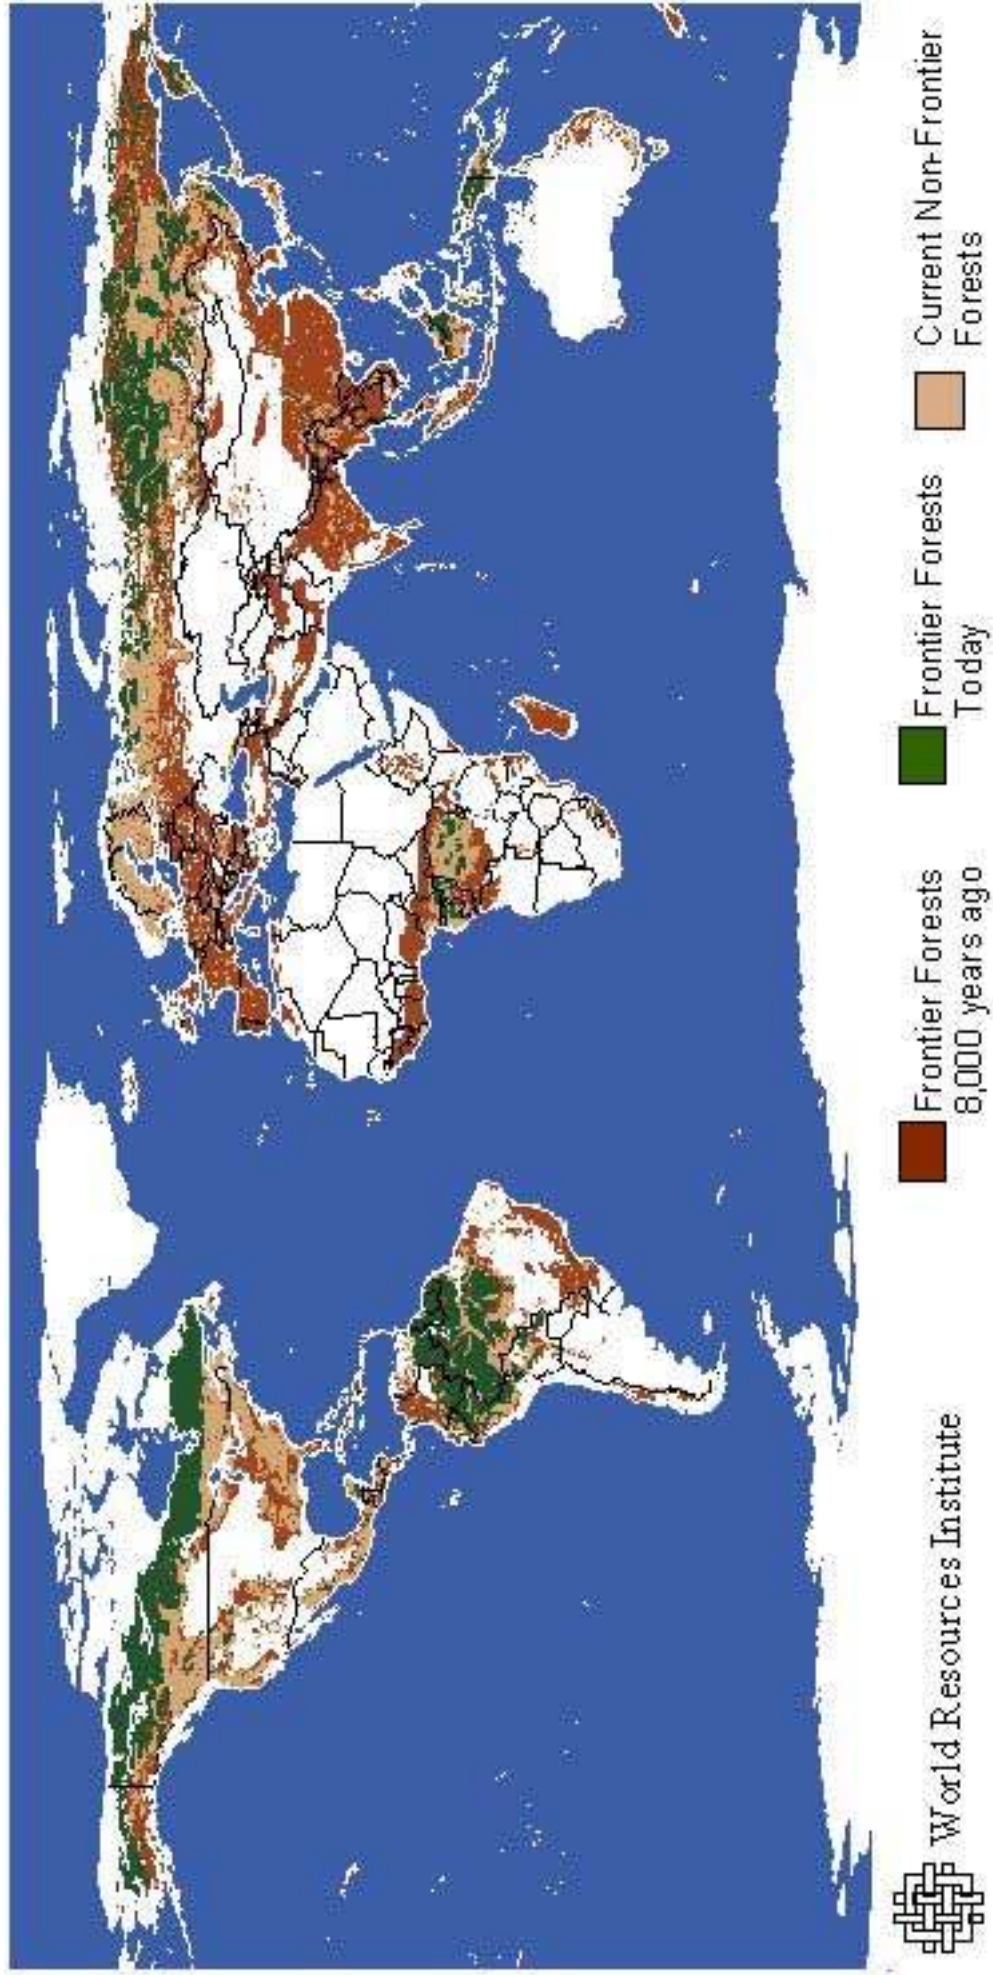 World Resources Institute
Frontier Forests
8,000 years ago
Frontier Forests
Today
Current Non-Frontier
Forests